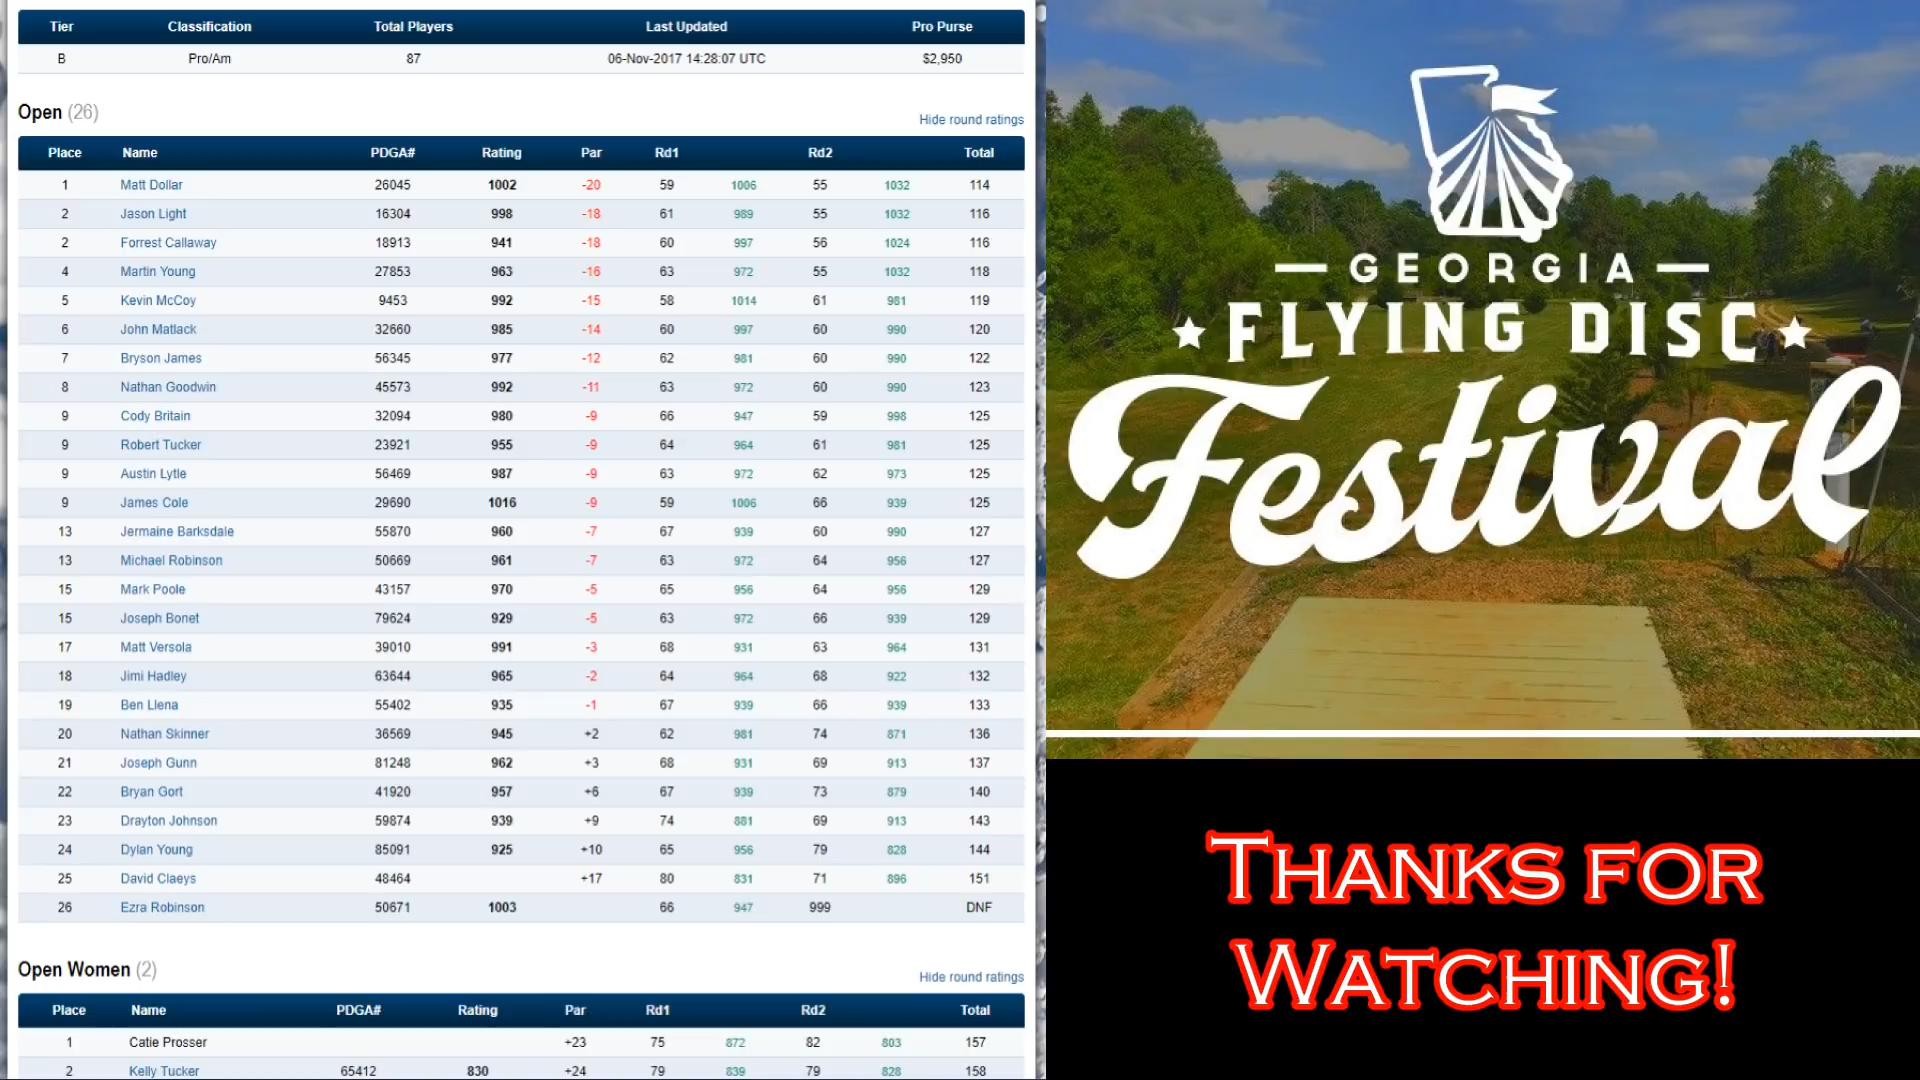 Tier Classification Total Players Last Updated Pro Purse
B Pro/Am 87 06-Nov-2017 14:28:07 UTC $2,950
Open (26)
Hide round ratings
Place Name PDGA# Rating Par Rd1 Rd2 Total
1 Matt Dollar 26045 1002 -20 59 1006 55 1032 114
2 Jason Light 16304 998 -18 61 989 55 1032 116
2 Forrest Callaway 18913 941 -18 60 997 56 1024 116
4 Martin Young 27853 963 -16 63 972 55 1032 118
5 Kevin McCoy 9453 992 -15 58 1014 61 981 119
6 John Matlack 32660 985 -14 60 997 60 990 120
7 Bryson James 56345 977 -12 62 981 60 990 122
8 Nathan Goodwin 45573 992 -11 63 972 60 990 123
9 Cody Britain 32094 980 -9 66 947 59 998 125
9 Robert Tucker 23921 955 -9 64 964 61 981 125
9 Austin Lytle 56469 987 -9 63 972 62 973 125
9 James Cole 29690 1016 -9 59 1006 66 939 125
13 Jermaine Barksdale 55870 960 -7 67 939 60 990 127
13 Michael Robinson 50669 961 -7 63 972 64 956 127
15 Mark Poole 43157 970 -5 65 956 64 956 129
15 Joseph Bonet 79624 929 -5 63 972 66 939 129
17 Matt Versola 39010 991 -3 68 931 63 964 131
18 Jimi Hadley 63644 965 -2 64 964 68 922 132
19 Ben Llena 55402 935 -1 67 939 66 939 133
20 Nathan Skinner 36569 945 +2 62 981 74 871 136
21 Joseph Gunn 81248 962 +3 68 931 69 913 137
22 Bryan Gort 41920 957 +6 67 939 73 879 140
23 Drayton Johnson 59874 939 +9 74 881 69 913 143
24 Dylan Young 85091 925 +10 65 956 79 828 144
25 David Claeys 48464 +17 80 831 71 896 151
26 Ezra Robinson 50671 1003 66 947 999 DNF
Open Women (2)
Hide round ratings
Place Name PDGA# Rating Par Rd1 Rd2 Total
1 Catie Prosser +23 75 872 82 803 157
2 Kelly Tucker 65412 830 +24 79 839 79 828 158
GEORGIA
FLYING DISC
Festival
THANKS FOR
WATCHING!